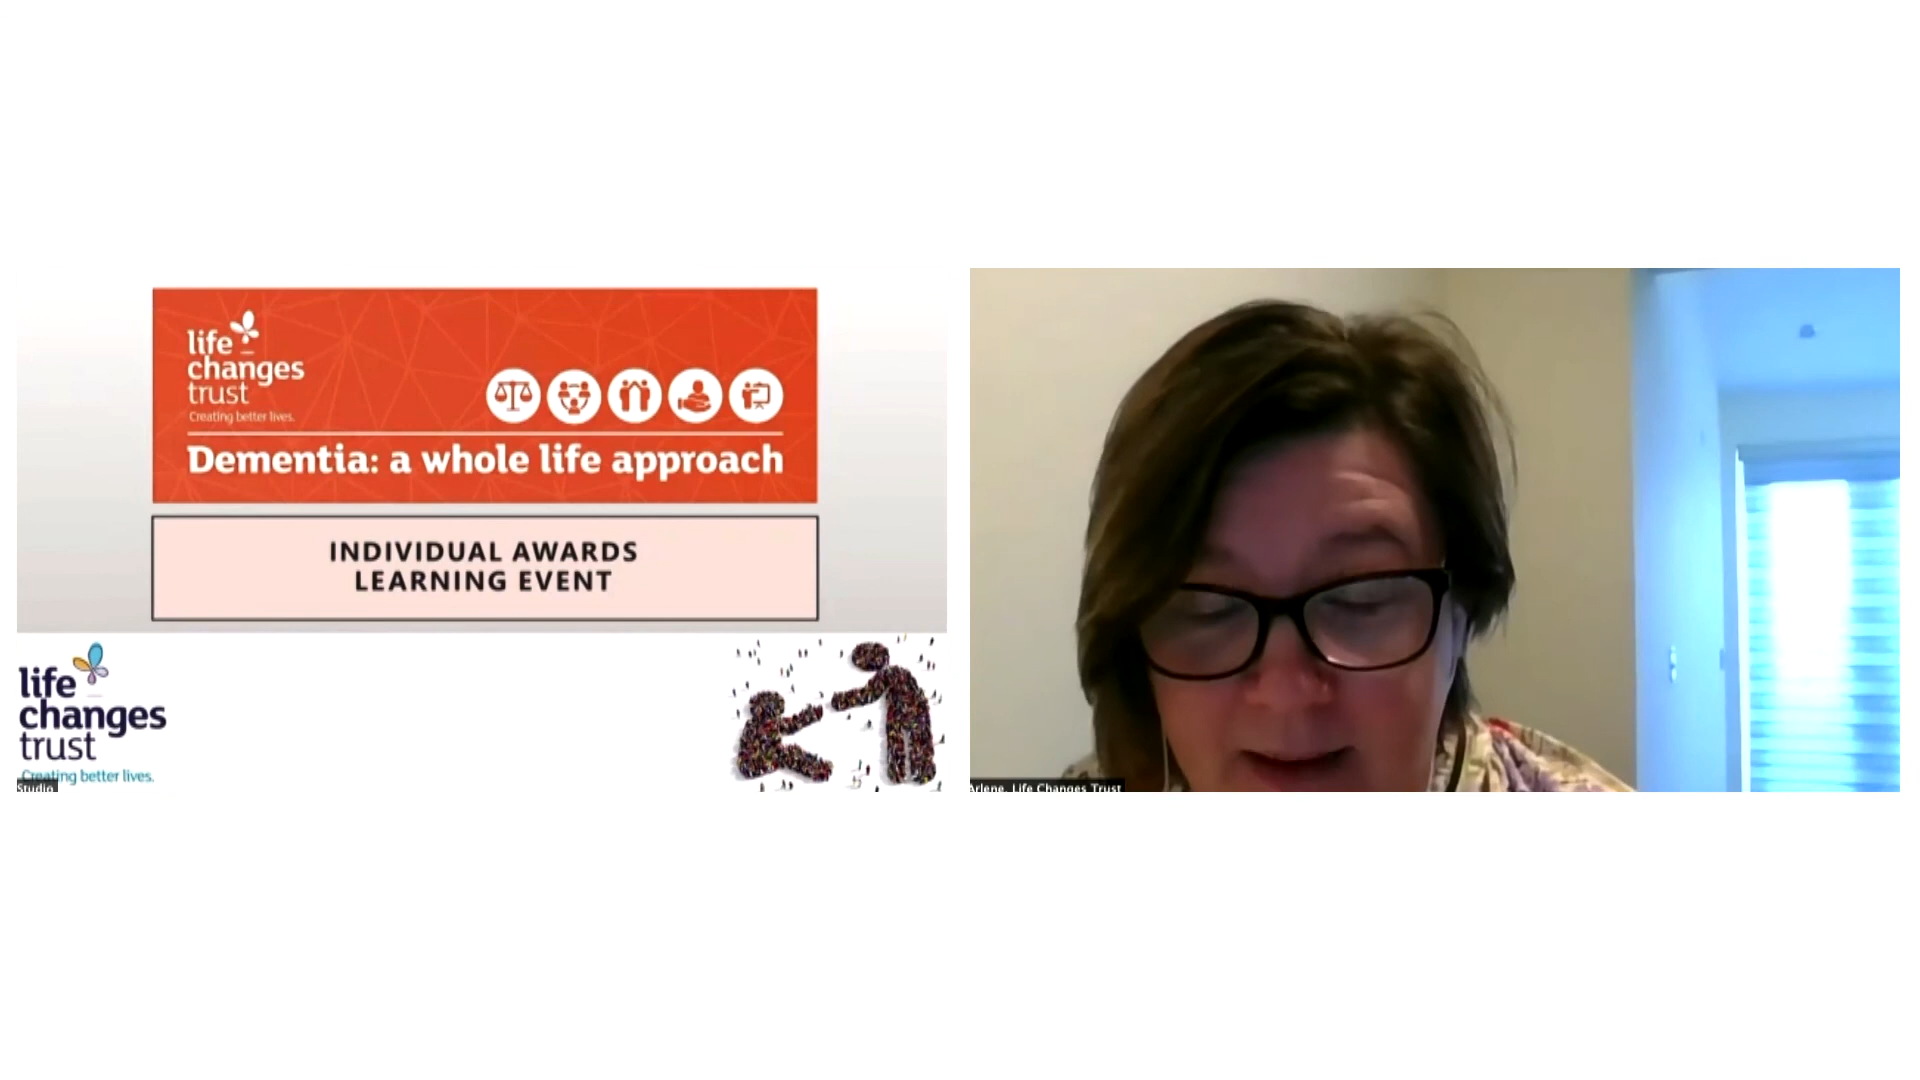 life
changes
trust
Creating better lives.
Dementia: a whole life approach
INDIVIDUAL AWARDS
LEARNING EVENT
life
changes
trust
Creating better lives.
Studio
Arlene, Life Changes Trust